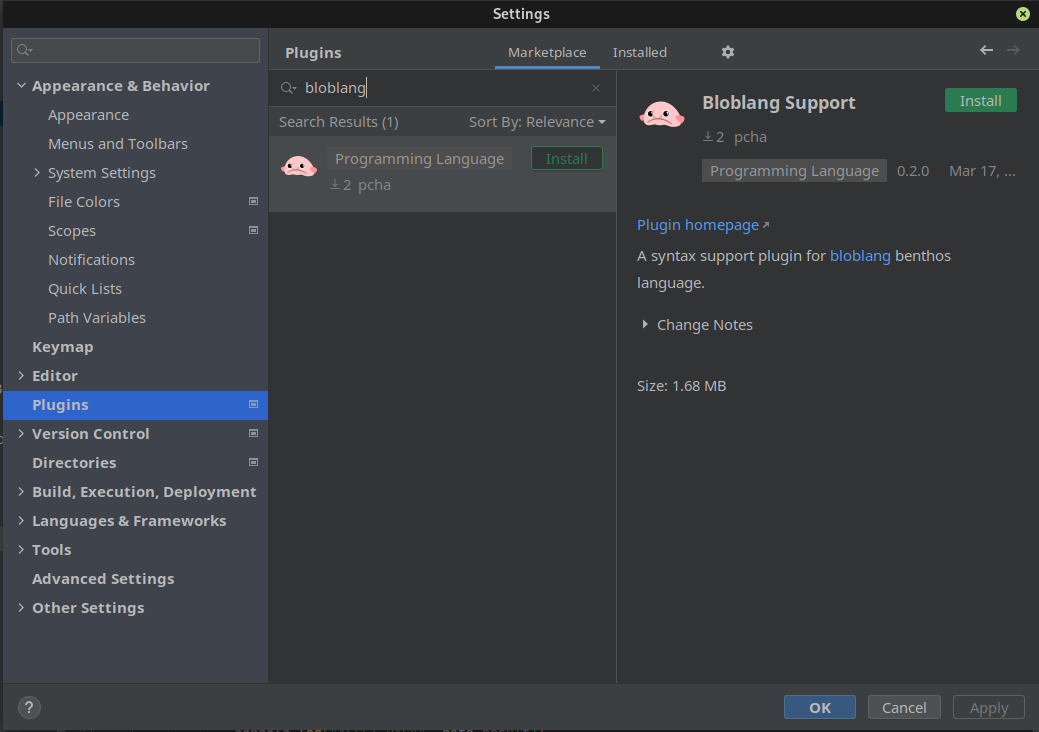 Settings
Appearance & Behavior
Appearance
Menus and Toolbars
System Settings
File Colors
Scopes
Notifications
Quick Lists
Path Variables
Keymap
Editor
Plugins
Version Control
Directories
Build, Execution, Deployment
Languages & Frameworks
Tools
Advanced Settings
Other Settings
Plugins
Marketplace
Installed
bloblang
Search Results (1)
Sort By: Relevance
Programming Language
Install
2 pcha
Bloblang Support
Install
2 pcha
Programming Language 0.2.0 Mar 17, ...
Plugin homepage
A syntax support plugin for bloblang benthos
language.
Change Notes
Size: 1.68 MB
?
OK
Cancel
Apply